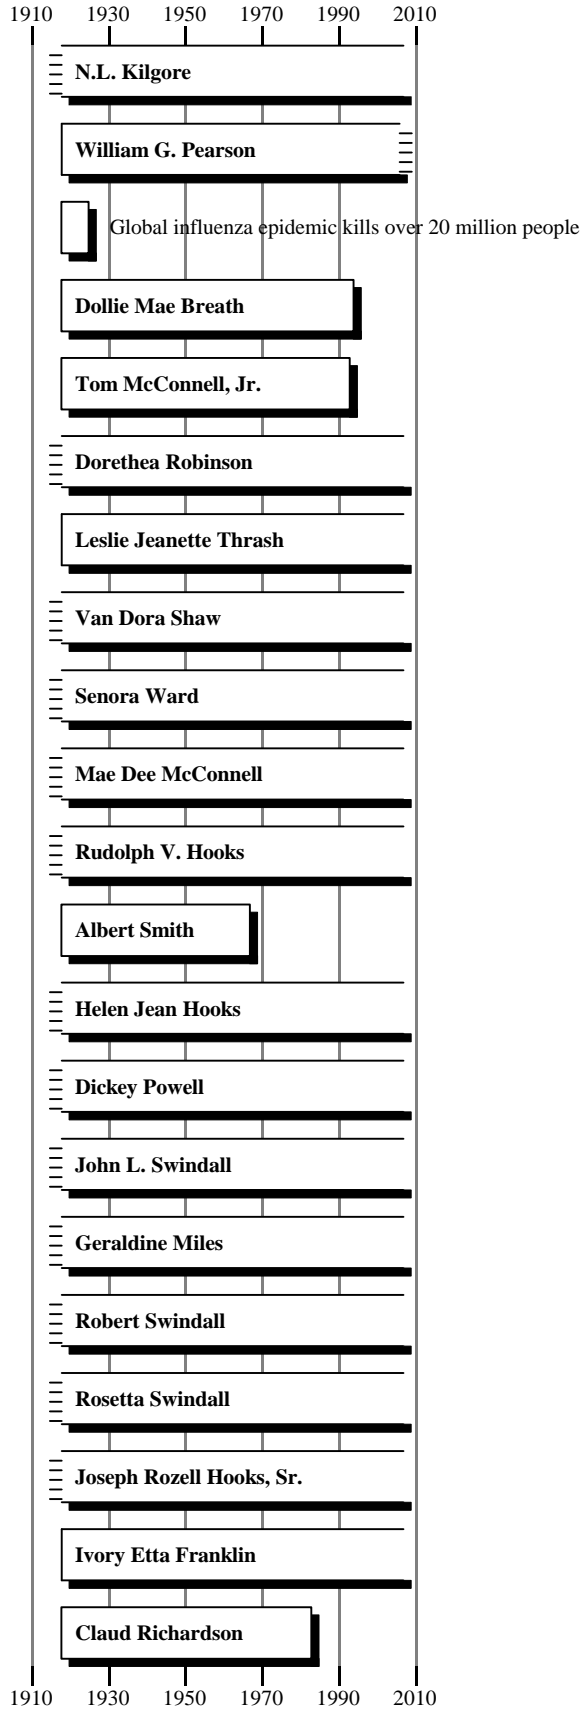 1910 1930 1950 1970 1990 2010
N.L. Kilgore
William G. Pearson
Global influenza epidemic kills over 20 million people
Dollie Mae Breath
Tom McConnell, Jr.
Dorethea Robinson
Leslie Jeanette Thrash
Van Dora Shaw
Senora Ward
Mae Dee McConnell
Rudolph V. Hooks
Albert Smith
Helen Jean Hooks
Dickey Powell
John L. Swindall
Geraldine Miles
Robert Swindall
Rosetta Swindall
Joseph Rozell Hooks, Sr.
Ivory Etta Franklin
Claud Richardson
1910 1930 1950 1970 1990 2010